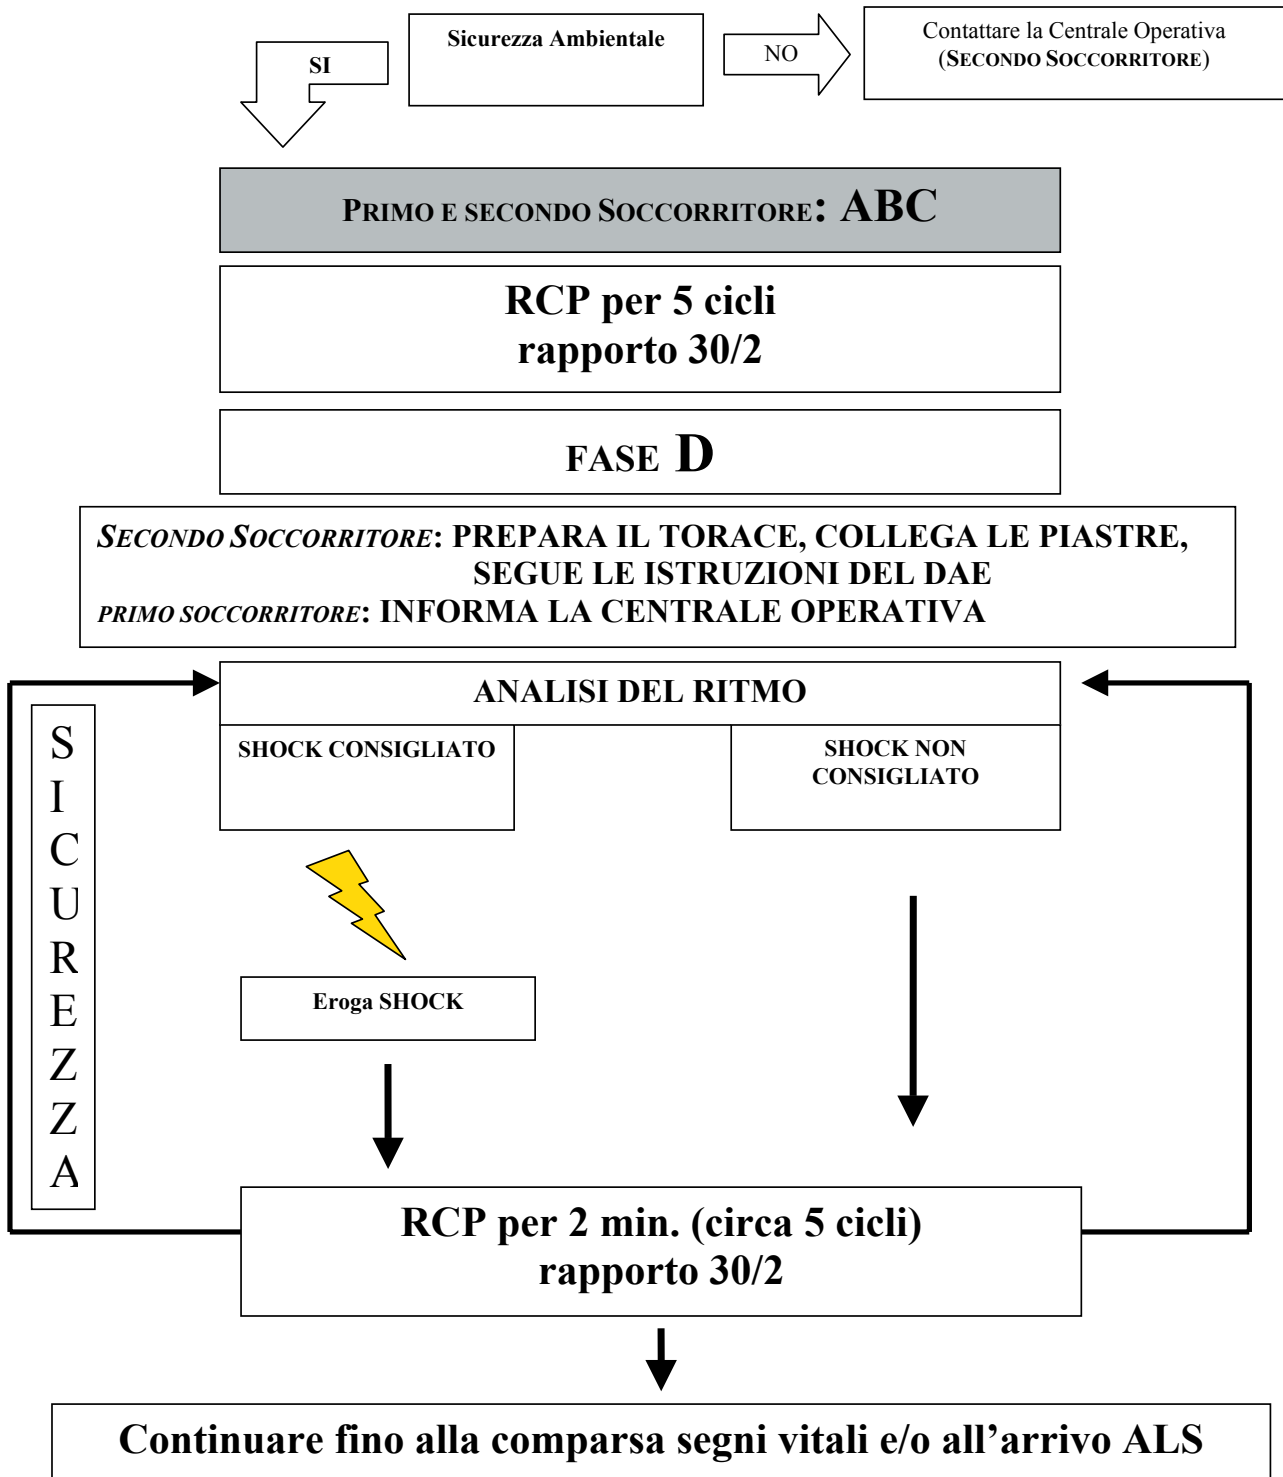 Sicurezza Ambientale
SI
NO
Contattare la Centrale Operativa
(SECONDO SOCCORRITORE)
PRIMO E SECONDO SOCCORRITORE: ABC
RCP per 5 cicli
rapporto 30/2
FASE D
SECONDO SOCCORRITORE: PREPARA IL TORACE, COLLEGA LE PIASTRE,
SEGUE LE ISTRUZIONI DEL DAE
PRIMO SOCCORRITORE: INFORMA LA CENTRALE OPERATIVA
ANALISI DEL RITMO
SHOCK CONSIGLIATO
SHOCK NON
CONSIGLIATO
S
I
C
U
R
E
Z
Z
A
Eroga SHOCK
RCP per 2 min. (circa 5 cicli)
rapporto 30/2
Continuare fino alla comparsa segni vitali e/o all’arrivo ALS